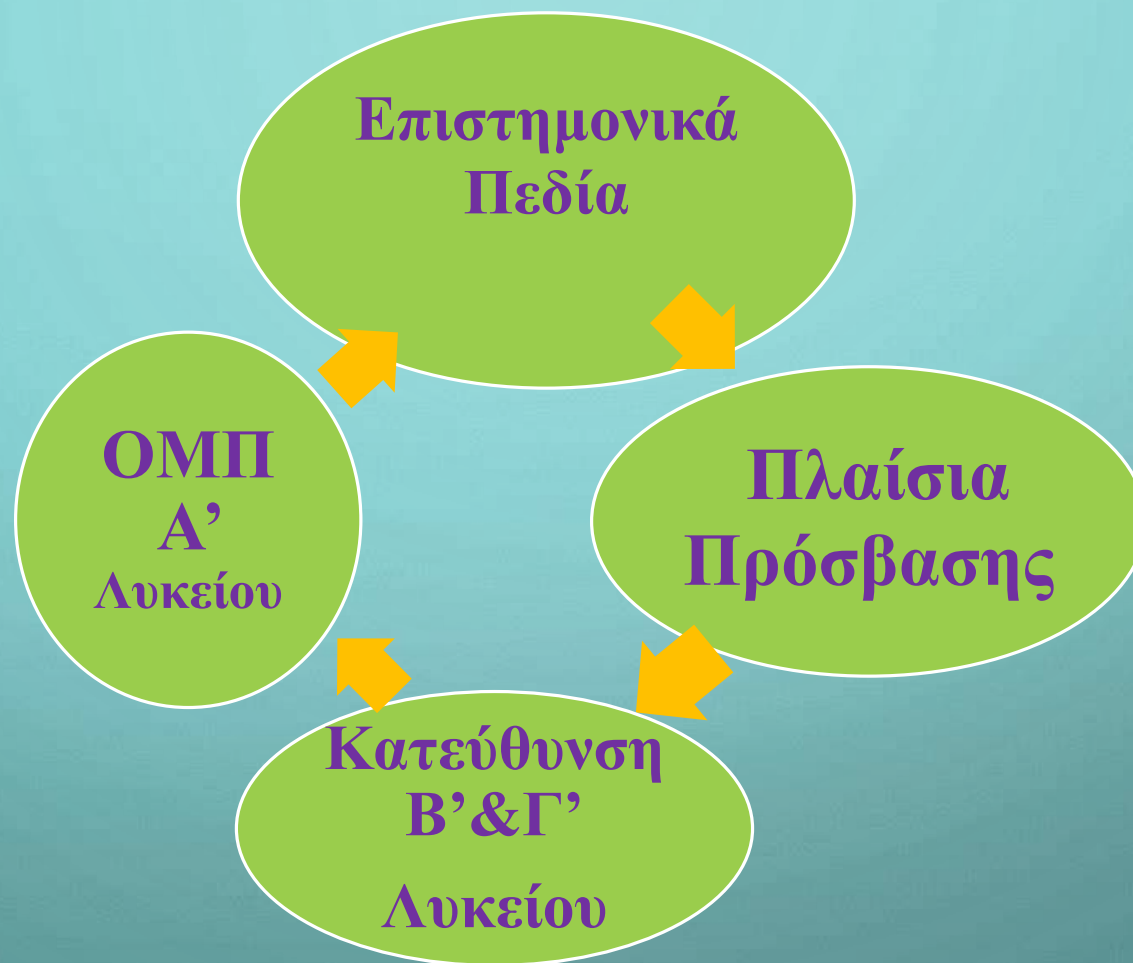 Επιστημονικά
Πεδία
Πλαίσια
Πρόσβασης
Κατεύθυνση
Β’&Γ’
Λυκείου
ΟΜΠ
Α’
Λυκείου